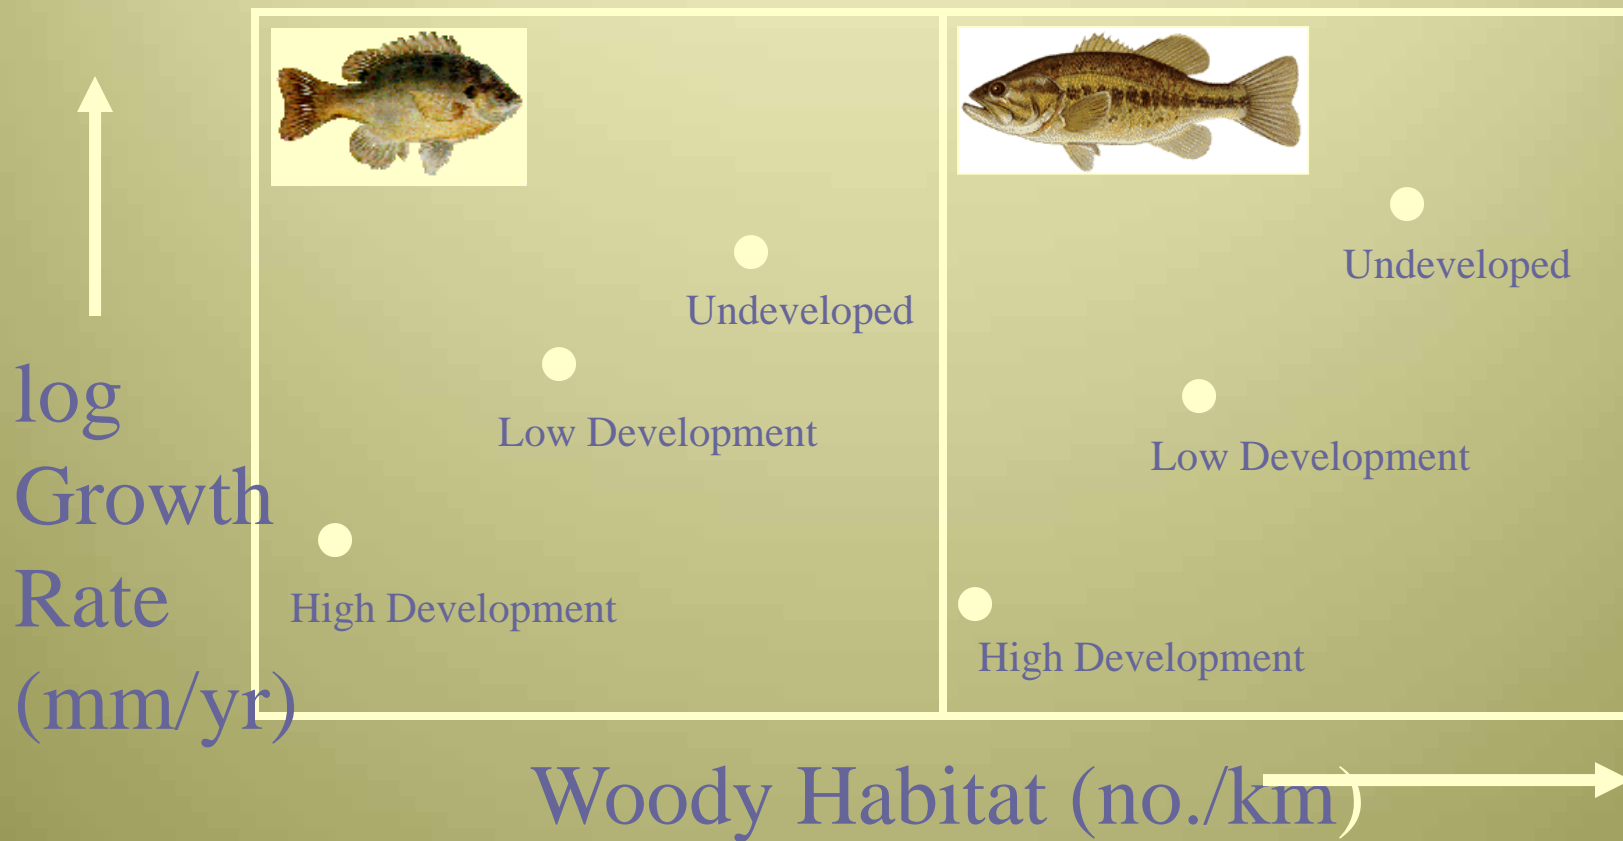 log
Growth
Rate
(mm/yr)
Undeveloped
Low Development
High Development
Undeveloped
Low Development
High Development
Woody Habitat (no./km)